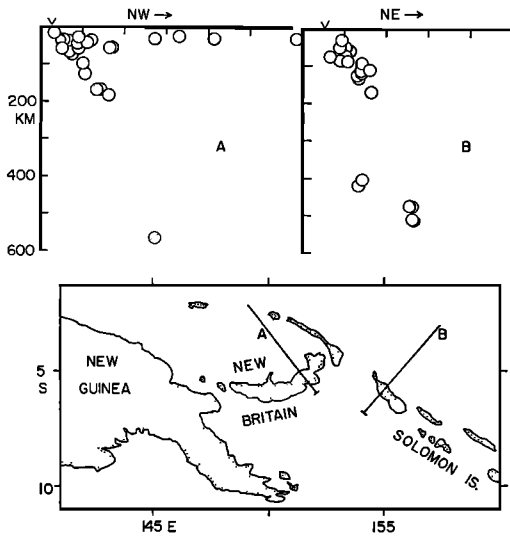 NW →
NE →
200
KM
400
600
A
B
A
B
NEW
GUINEA
NEW
BRITAIN
SOLOMON IS.
5
S
10
145 E
155